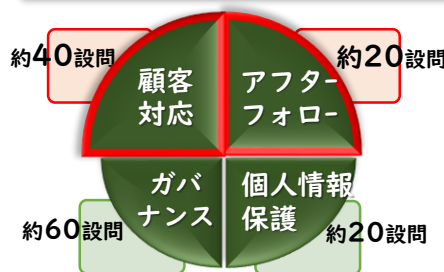 約40設問
約20設問
顧客
対応
アフター
フォロー
ガバ
ナンス
個人情報
保護
約60設問
約20設問